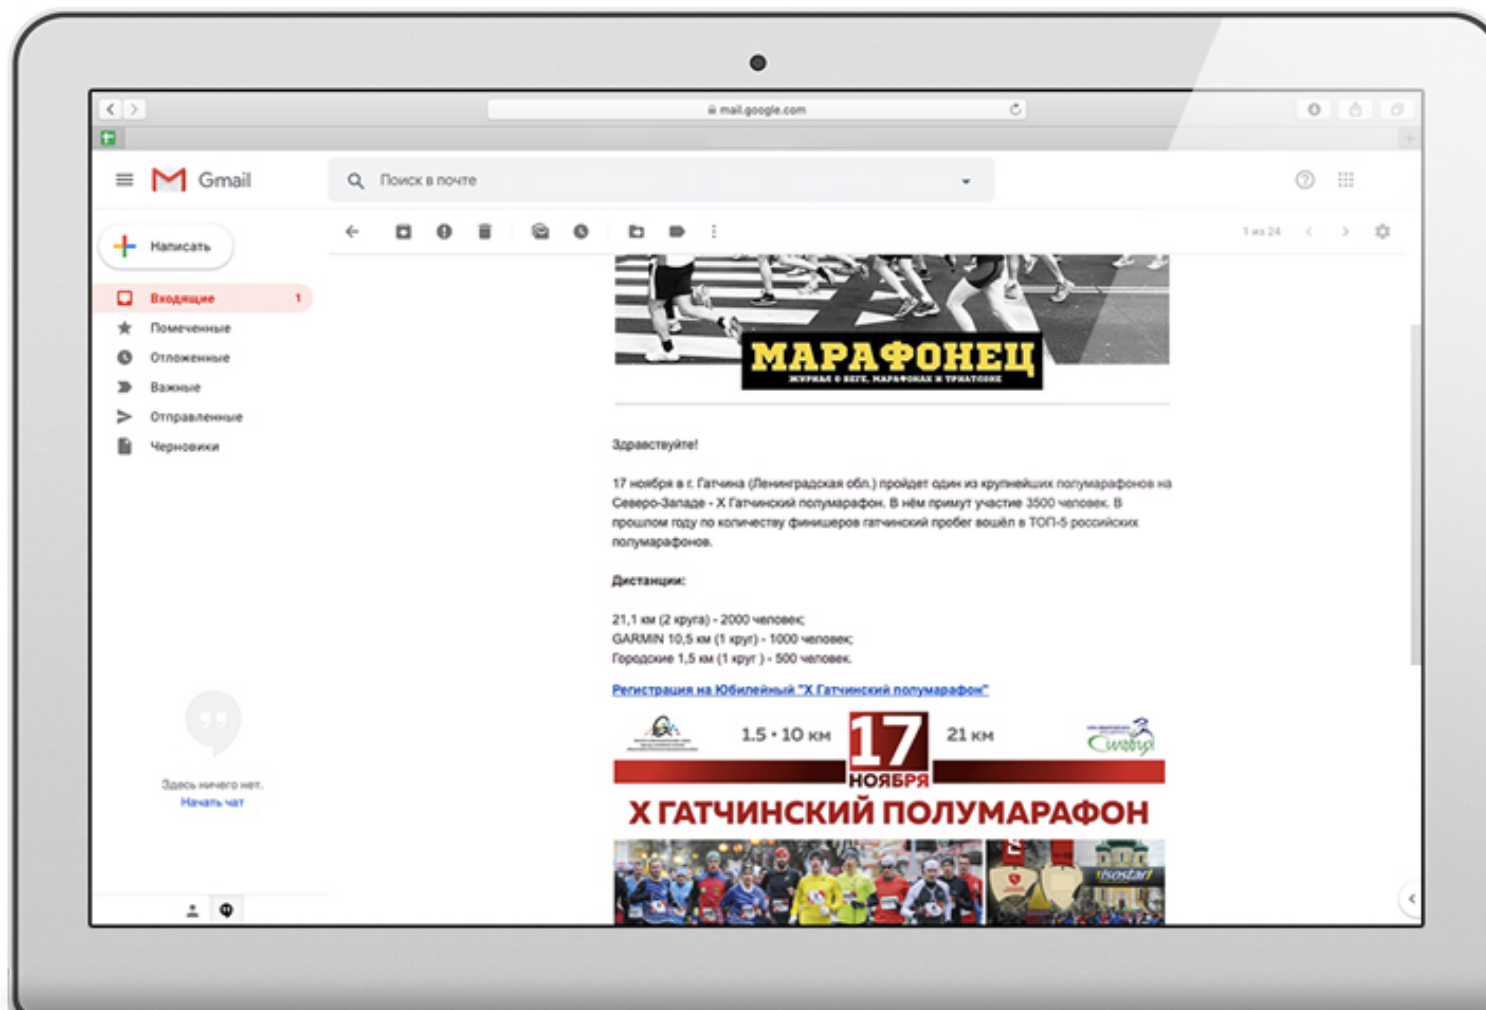 mail.google.com
Gmail
Поиск в почте
Написать
1 из 24
Входящие 1
Помеченные
Отложенные
Важные
Отправленные
Черновики
Здесь ничего нет.
Начать чат
МАРАФОНЕЦ
ЖУРНАЛ О БЕГЕ, МАРАФОНАХ И ТРИАТЛОНЕ
Здравствуйте!
17 ноября в г. Гатчина (Ленинградская обл.) пройдет один из крупнейших полумарафонов на
Северо-Западе - X Гатчинский полумарафон. В нём примут участие 3500 человек. В
прошлом году по количеству финишеров гатчинский пробег вошёл в ТОП-5 российских
полумарафонов.
Дистанции:
21,1 км (2 круга) - 2000 человек;
GARMIN 10,5 км (1 круг) - 1000 человек;
Городские 1,5 км (1 круг ) - 500 человек.
Регистрация на Юбилейный "X Гатчинский полумарафон"
1.5 • 10 КМ
17
НОЯБРЯ
21 КМ
Сильвия
X ГАТЧИНСКИЙ ПОЛУМАРАФОН
isostar